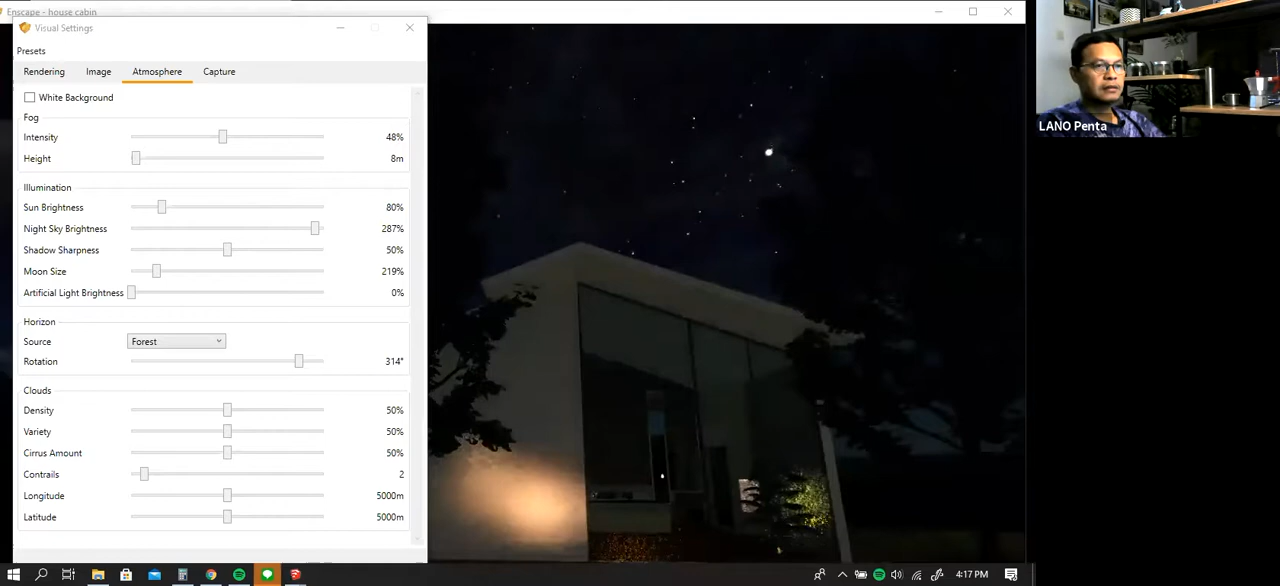 Enscape - house cabin
Visual Settings
Presets
Rendering Image Atmosphere Capture
White Background
Fog
Intensity 48%
Height 8m
Illumination
Sun Brightness 80%
Night Sky Brightness 287%
Shadow Sharpness 50%
Moon Size 219%
Artificial Light Brightness 0%
Horizon
Source Forest
Rotation 314°
Clouds
Density 50%
Variety 50%
Cirrus Amount 50%
Contrails 2
Longitude 5000m
Latitude 5000m
LANO Penta
4:17 PM